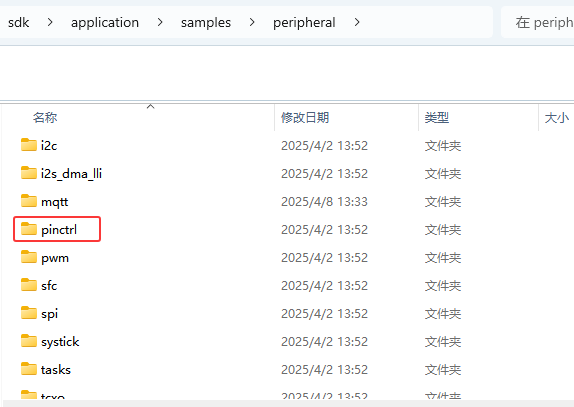 sdk > application > samples > peripheral > 在 periph
名称 修改日期 类型 大小
i2c 2025/4/2 13:52 文件夹
i2s_dma_lli 2025/4/2 13:52 文件夹
mqtt 2025/4/8 13:33 文件夹
pinctrl 2025/4/2 13:52 文件夹
pwm 2025/4/2 13:52 文件夹
sfc 2025/4/2 13:52 文件夹
spi 2025/4/2 13:52 文件夹
systick 2025/4/2 13:52 文件夹
tasks 2025/4/2 13:52 文件夹
tcxo 2025/4/2 13:52 文件夹